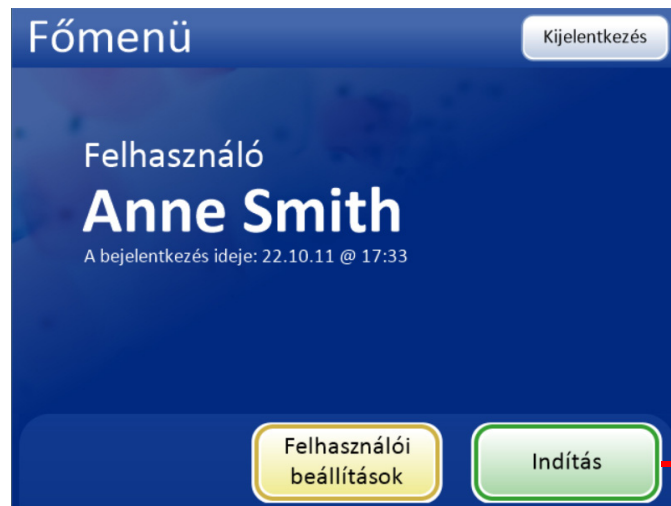 Főmenü
Kijelentkezés
Felhasználó
Anne Smith
A bejelentkezés ideje: 22.10.11 @ 17:33
Felhasználói
beállítások
Indítás